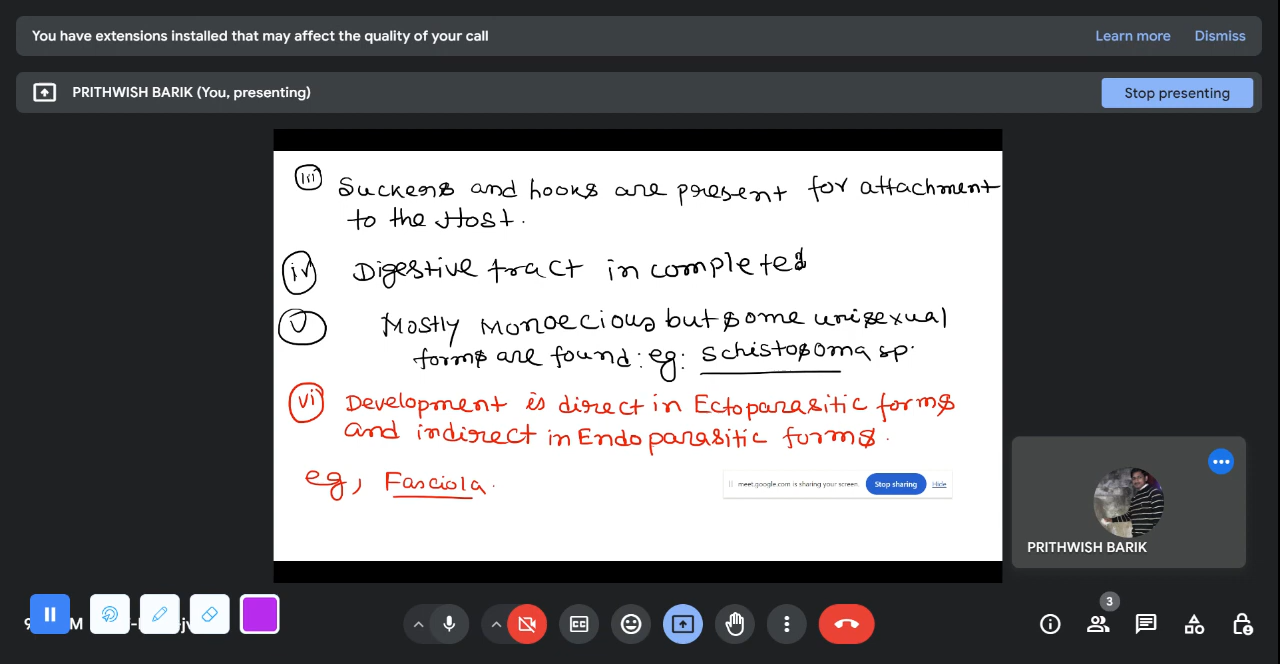 You have extensions installed that may affect the quality of your call
Learn more
Dismiss
PRITHWISH BARIK (You, presenting)
Stop presenting
iii Suckers and hooks are present for attachment
to the Host.
iv Digestive tract incompleted
v Mostly Monoecious but some unisexual
forms are found: eg: Schistosoma sp.
vi Development is direct in Ectoparasitic forms
and indirect in Endoparasitic forms.
eg, Fasciola.
meet.google.com is sharing your screen.
Stop sharing
Hide
PRITHWISH BARIK
3